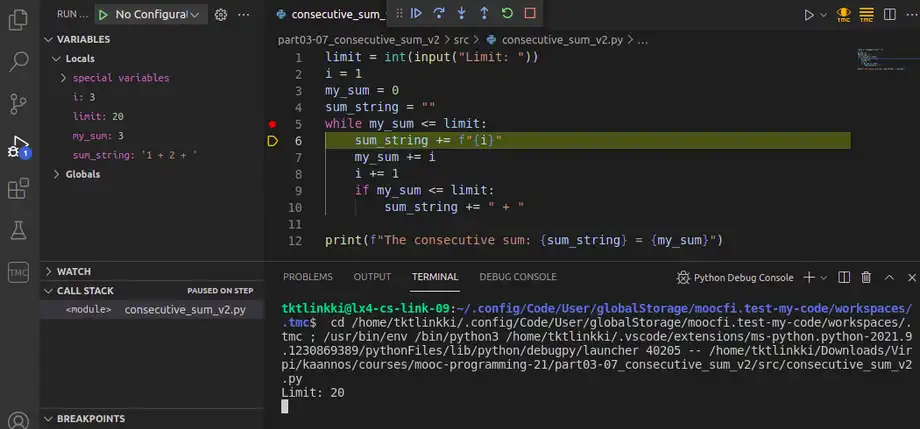 RUN ... No Configurat
VARIABLES
Locals
special variables
i: 3
limit: 20
my_sum: 3
sum_string: '1 + 2 + '
Globals
WATCH
CALL STACK PAUSED ON STEP
<module> consecutive_sum_v2.py
BREAKPOINTS
1
TMC
consecutive_sum_v2.p
TMC TMC
part03-07_consecutive_sum_v2 > src > consecutive_sum_v2.py > ...
1 limit = int(input("Limit: "))
2 i = 1
3 my_sum = 0
4 sum_string = ""
5 while my_sum <= limit:
6 sum_string += f"{i}"
7 my_sum += i
8 i += 1
9 if my_sum <= limit:
10 sum_string += " + "
11
12 print(f"The consecutive sum: {sum_string} = {my_sum}")
PROBLEMS OUTPUT TERMINAL DEBUG CONSOLE Python Debug Console
tktlinkki@lx4-cs-link-09:~/.config/Code/User/globalStorage/moocfi.test-my-code/workspaces/
.tmc$ cd /home/tktlinkki/.config/Code/User/globalStorage/moocfi.test-my-code/workspaces/.
tmc ; /usr/bin/env /bin/python3 /home/tktlinkki/.vscode/extensions/ms-python.python-2021.9
.1230869389/pythonFiles/lib/python/debugpy/launcher 40205 -- /home/tktlinkki/Downloads/Vir
pi/kaannos/courses/mooc-programming-21/part03-07_consecutive_sum_v2/src/consecutive_sum_v2
.py
Limit: 20